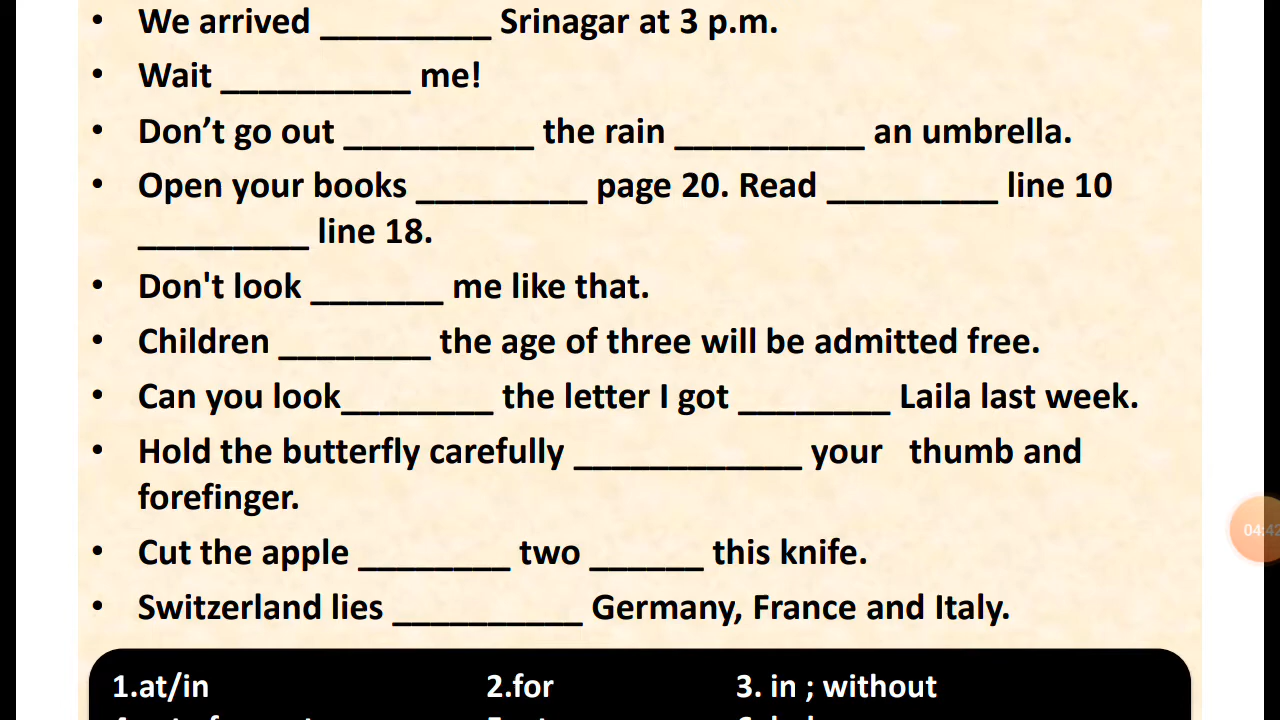 • We arrived _________ Srinagar at 3 p.m.
• Wait __________ me!
• Don’t go out __________ the rain __________ an umbrella.
• Open your books _________ page 20. Read _________ line 10
_________ line 18.
• Don't look _______ me like that.
• Children ________ the age of three will be admitted free.
• Can you look________ the letter I got ________ Laila last week.
• Hold the butterfly carefully ____________ your thumb and
forefinger.
04:42
• Cut the apple ________ two ______ this knife.
• Switzerland lies __________ Germany, France and Italy.
1.at/in 2.for 3. in ; without